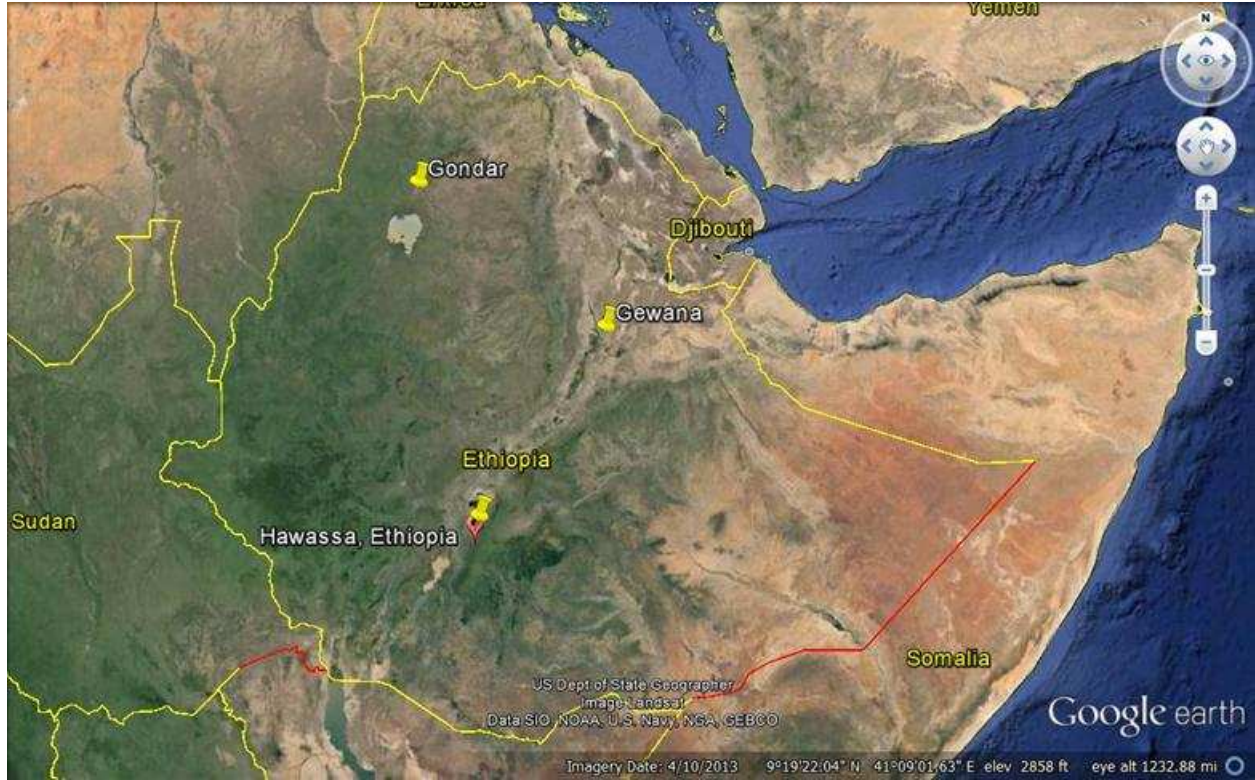 Eritrea
Yemen
N
Gondar
Djibouti
Gewana
Ethiopia
Sudan
Hawassa, Ethiopia
Somalia
US Dept of State Geographer
Image Landsat
Data SIO, NOAA, U.S. Navy, NGA, GEBCO
Google earth
Imagery Date: 4/10/2013 9°19'22.04" N 41°09'01.63" E elev 2858 ft eye alt 1232.88 mi